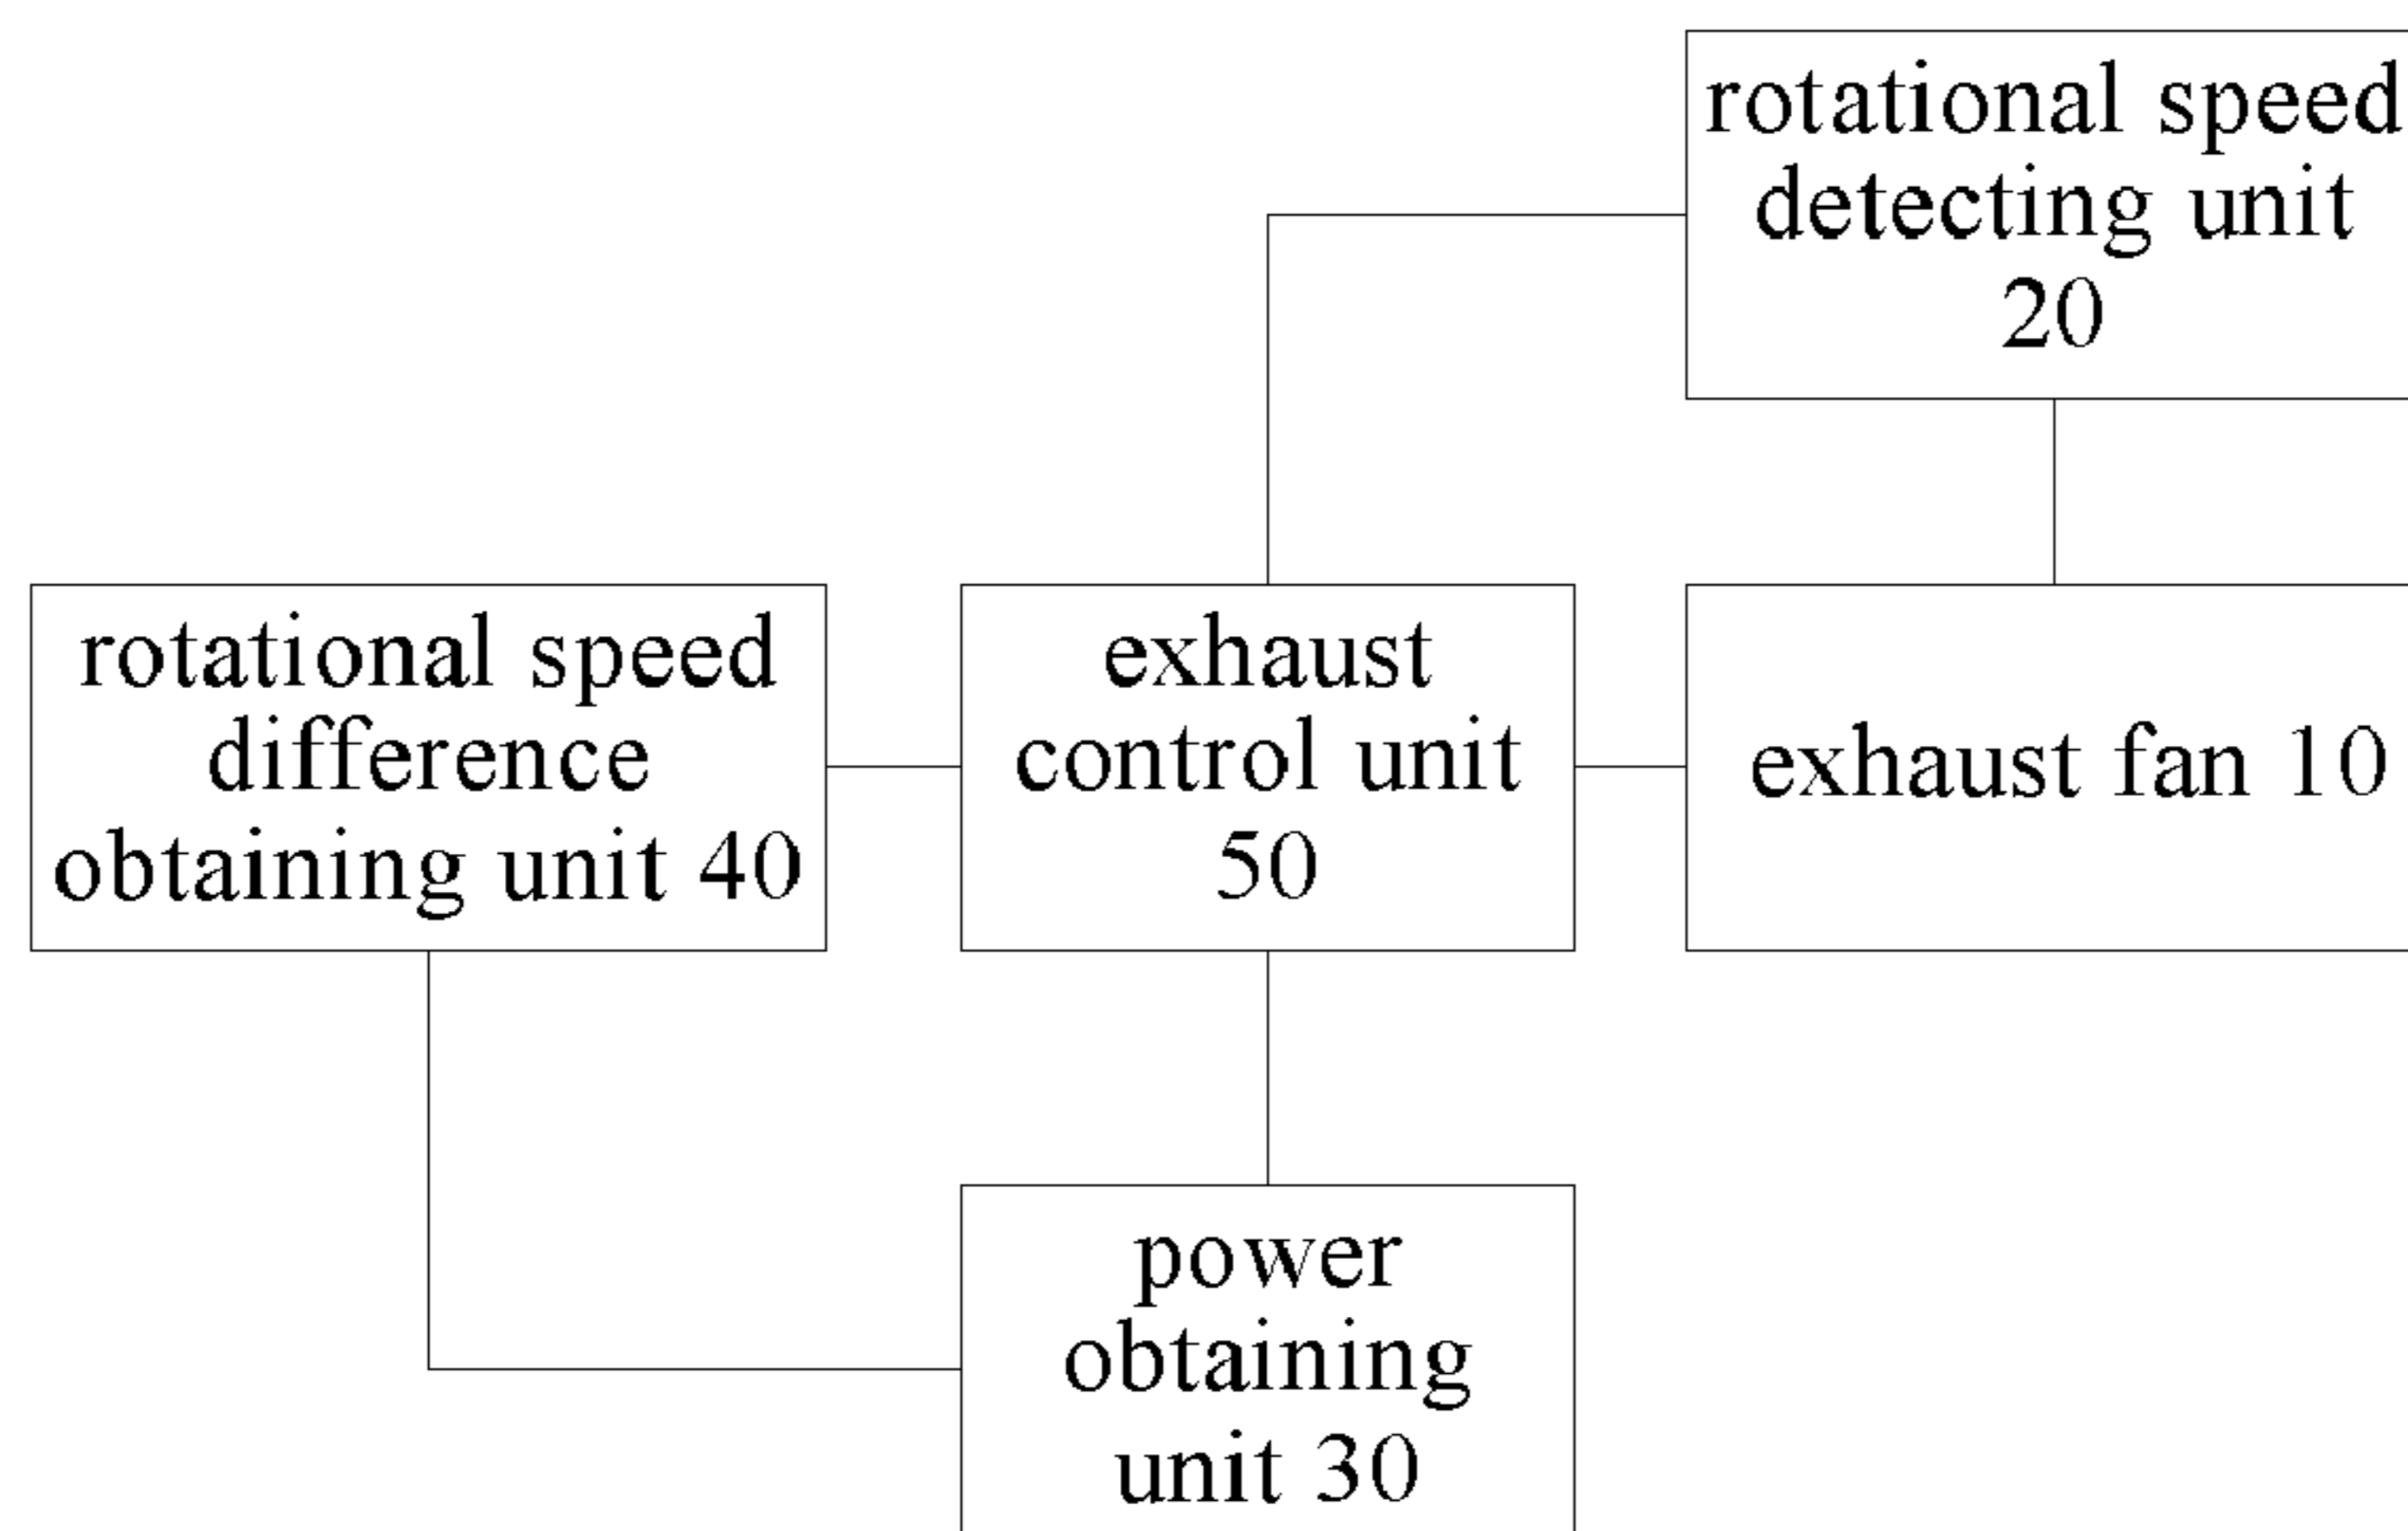 rotational speed
detecting unit
20
rotational speed
difference
obtaining unit 40
exhaust
control unit
50
exhaust fan 10
power
obtaining
unit 30